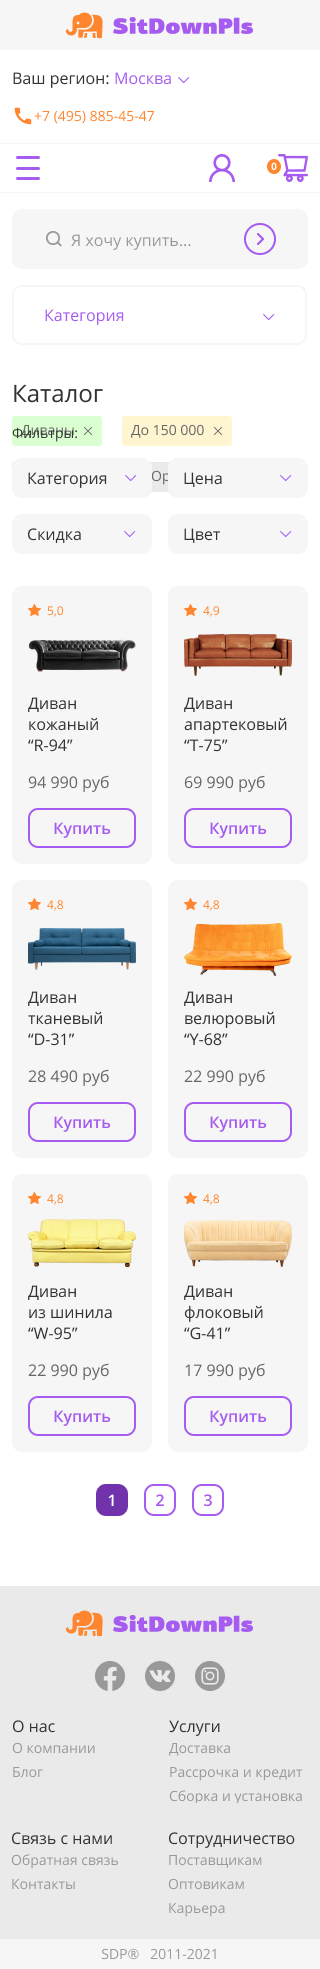 SitDownPls
Ваш регион: Москва
+7 (495) 885-45-47
0
Я хочу купить...
Категория
Каталог
Диваны До 150 000
Фильтры:
Категория Ор Цена
Скидка Цвет
5,0 4,9
Диван Диван
кожаный апартековый
“R-94” “T-75”
94 990 руб 69 990 руб
Купить Купить
4,8 4,8
Диван Диван
тканевый велюровый
“D-31” “Y-68”
28 490 руб 22 990 руб
Купить Купить
4,8 4,8
Диван Диван
из шинила флоковый
“W-95” “G-41”
22 990 руб 17 990 руб
Купить Купить
1 2 3
SitDownPls
О нас Услуги
О компании Доставка
Блог Рассрочка и кредит
Сборка и установка
Связь с нами Сотрудничество
Обратная связь Поставщикам
Контакты Оптовикам
Карьера
SDP® 2011-2021